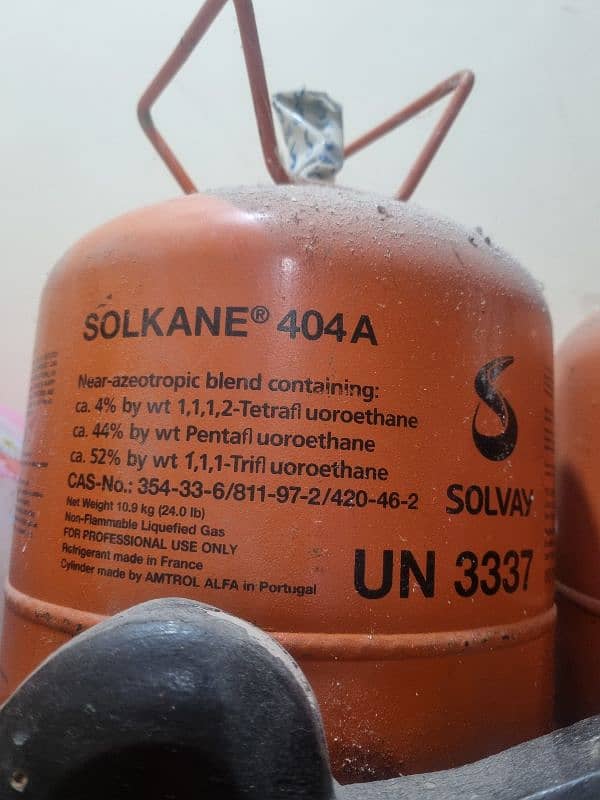 SOLKANE® 404A
Near-azeotropic blend containing:
ca. 4% by wt 1,1,1,2-Tetrafl uoroethane
ca. 44% by wt Pentafl uoroethane
ca. 52% by wt 1,1,1-Trifl uoroethane
CAS-No.: 354-33-6/811-97-2/420-46-2
Net Weight 10.9 kg (24.0 lb)
Non-Flammable Liquefied Gas
FOR PROFESSIONAL USE ONLY
Refrigerant made in France
Cylinder made by AMTROL ALFA in Portugal
SOLVAY
UN 3337